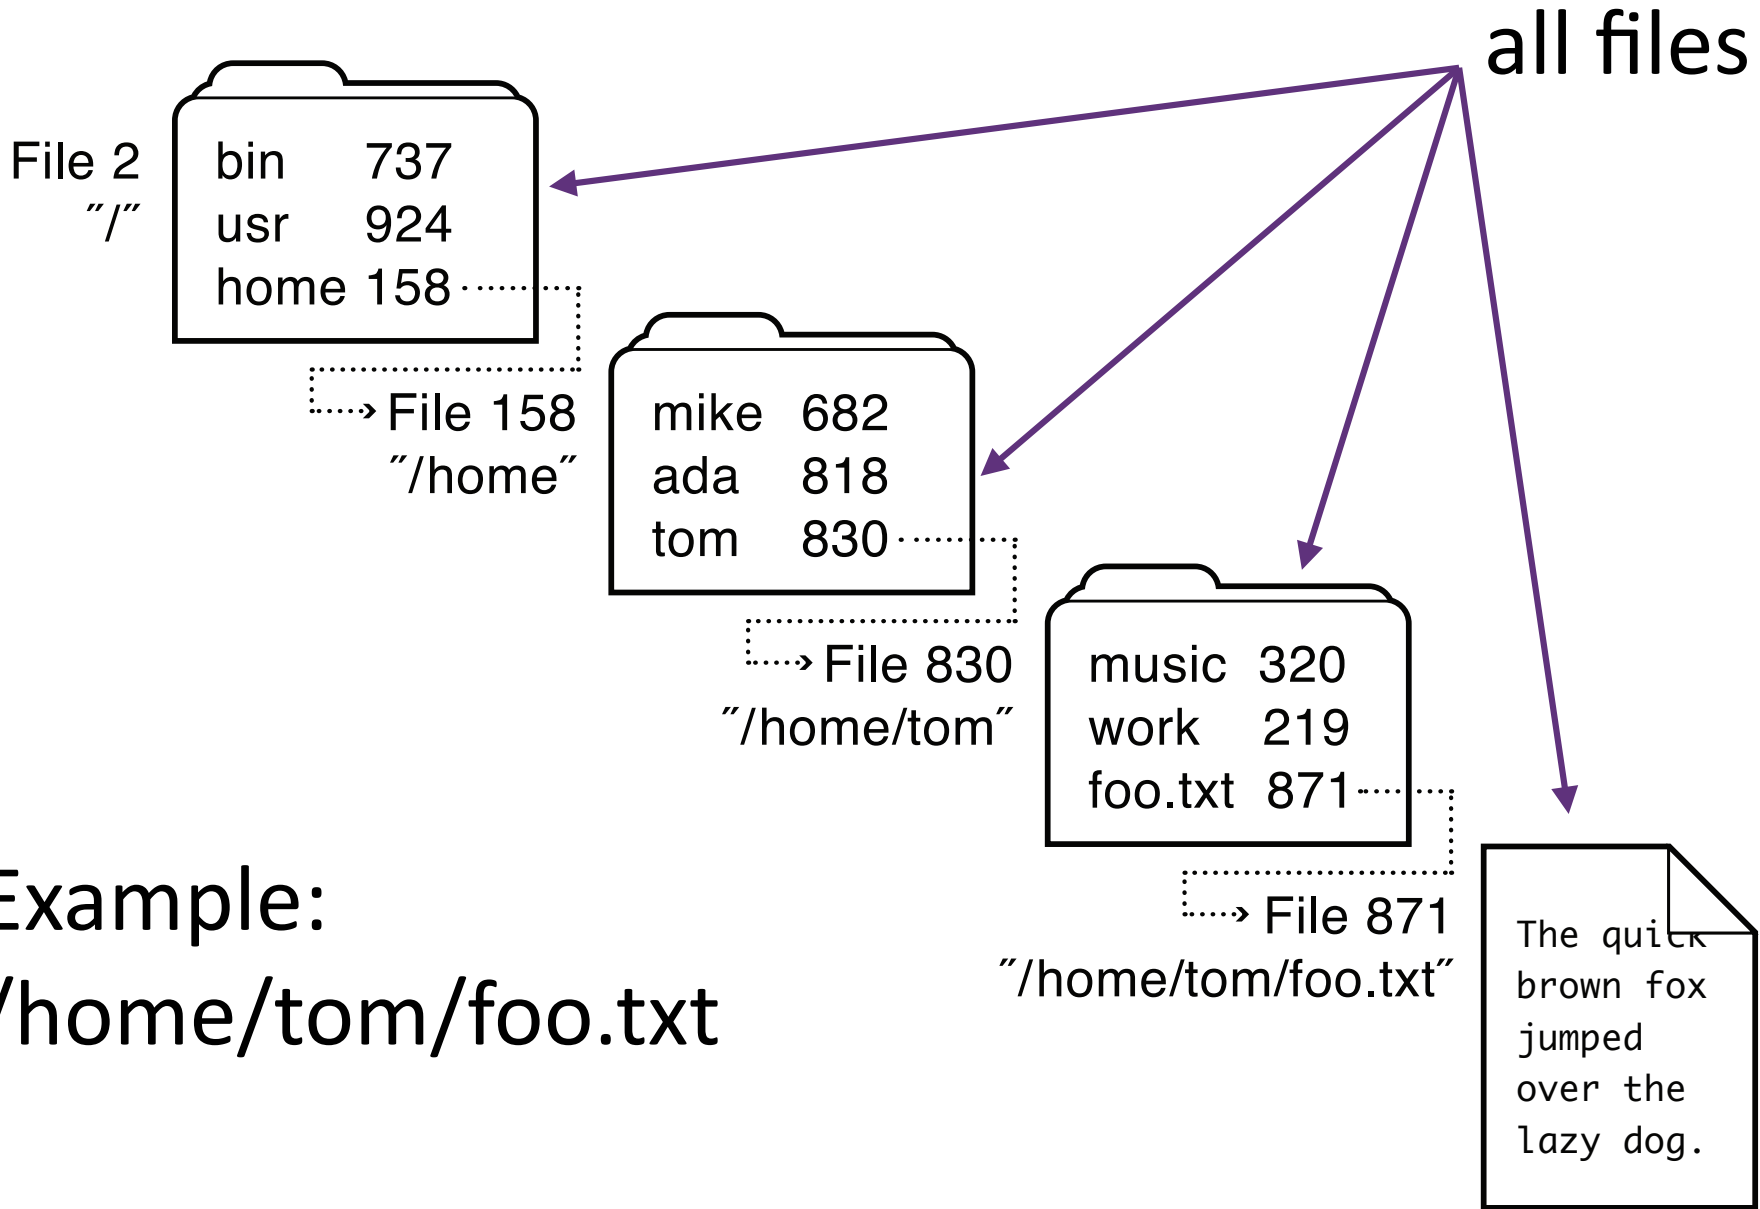 all files
File 2
"/"
bin 737
usr 924
home 158
File 158
"/home"
mike 682
ada 818
tom 830
File 830
"/home/tom"
music 320
work 219
foo.txt 871
File 871
"/home/tom/foo.txt"
The quick
brown fox
jumped
over the
lazy dog.
Example:
/home/tom/foo.txt